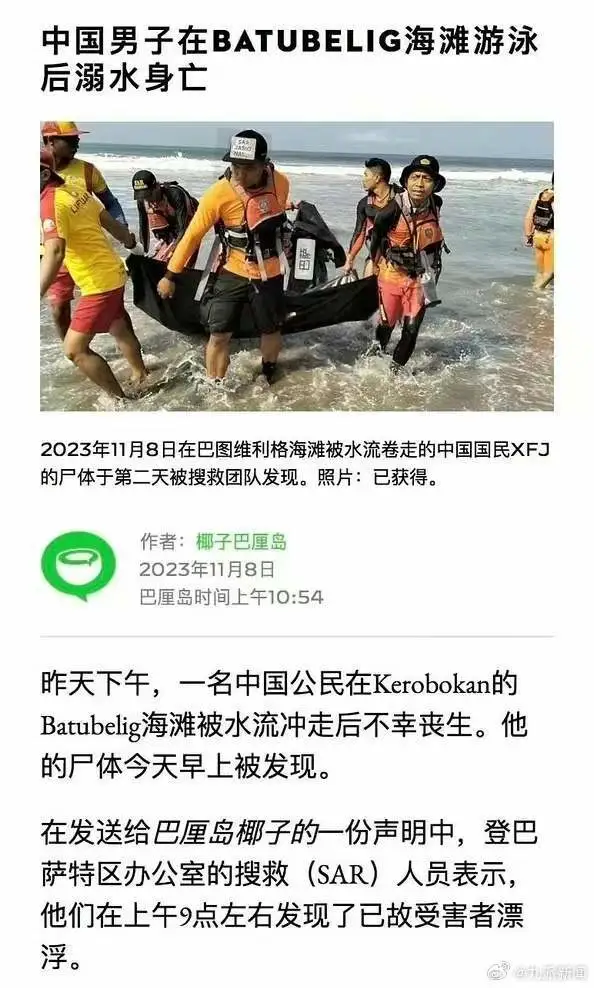 中国男子在BATUBELIG海滩游泳
后溺水身亡
2023年11月8日在巴图维利格海滩被水流卷走的中国国民XFJ
的尸体于第二天被搜救团队发现。照片：已获得。
作者：椰子巴厘岛
2023年11月8日
巴厘岛时间上午10:54
昨天下午，一名中国公民在Kerobokan的
Batubelig海滩被水流冲走后不幸丧生。他
的尸体今天早上被发现。
在发送给巴厘岛椰子的一份声明中，登巴
萨特区办公室的搜救（SAR）人员表示，
他们在上午9点左右发现了已故受害者漂
浮。
@九派新闻